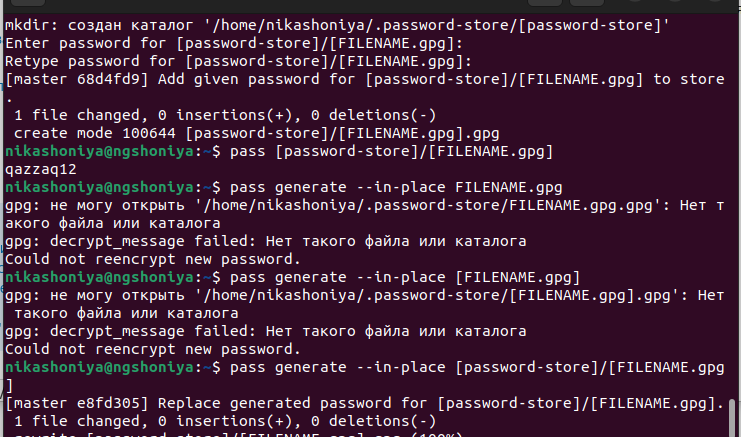 mkdir: создан каталог '/home/nikashoniya/.password-store/[password-store]'
Enter password for [password-store]/[FILENAME.gpg]:
Retype password for [password-store]/[FILENAME.gpg]:
[master 68d4fd9] Add given password for [password-store]/[FILENAME.gpg] to store
.
 1 file changed, 0 insertions(+), 0 deletions(-)
 create mode 100644 [password-store]/[FILENAME.gpg].gpg
nikashoniya@ngshoniya:~$ pass [password-store]/[FILENAME.gpg]
qazzaq12
nikashoniya@ngshoniya:~$ pass generate --in-place FILENAME.gpg
gpg: не могу открыть '/home/nikashoniya/.password-store/FILENAME.gpg.gpg': Нет т
акого файла или каталога
gpg: decrypt_message failed: Нет такого файла или каталога
Could not reencrypt new password.
nikashoniya@ngshoniya:~$ pass generate --in-place [FILENAME.gpg]
gpg: не могу открыть '/home/nikashoniya/.password-store/[FILENAME.gpg].gpg': Нет
 такого файла или каталога
gpg: decrypt_message failed: Нет такого файла или каталога
Could not reencrypt new password.
nikashoniya@ngshoniya:~$ pass generate --in-place [password-store]/[FILENAME.gpg
]
[master e8fd305] Replace generated password for [password-store]/[FILENAME.gpg].
 1 file changed, 0 insertions(+), 0 deletions(-)
 rewrite [password-store]/[FILENAME.gpg].gpg (100%)